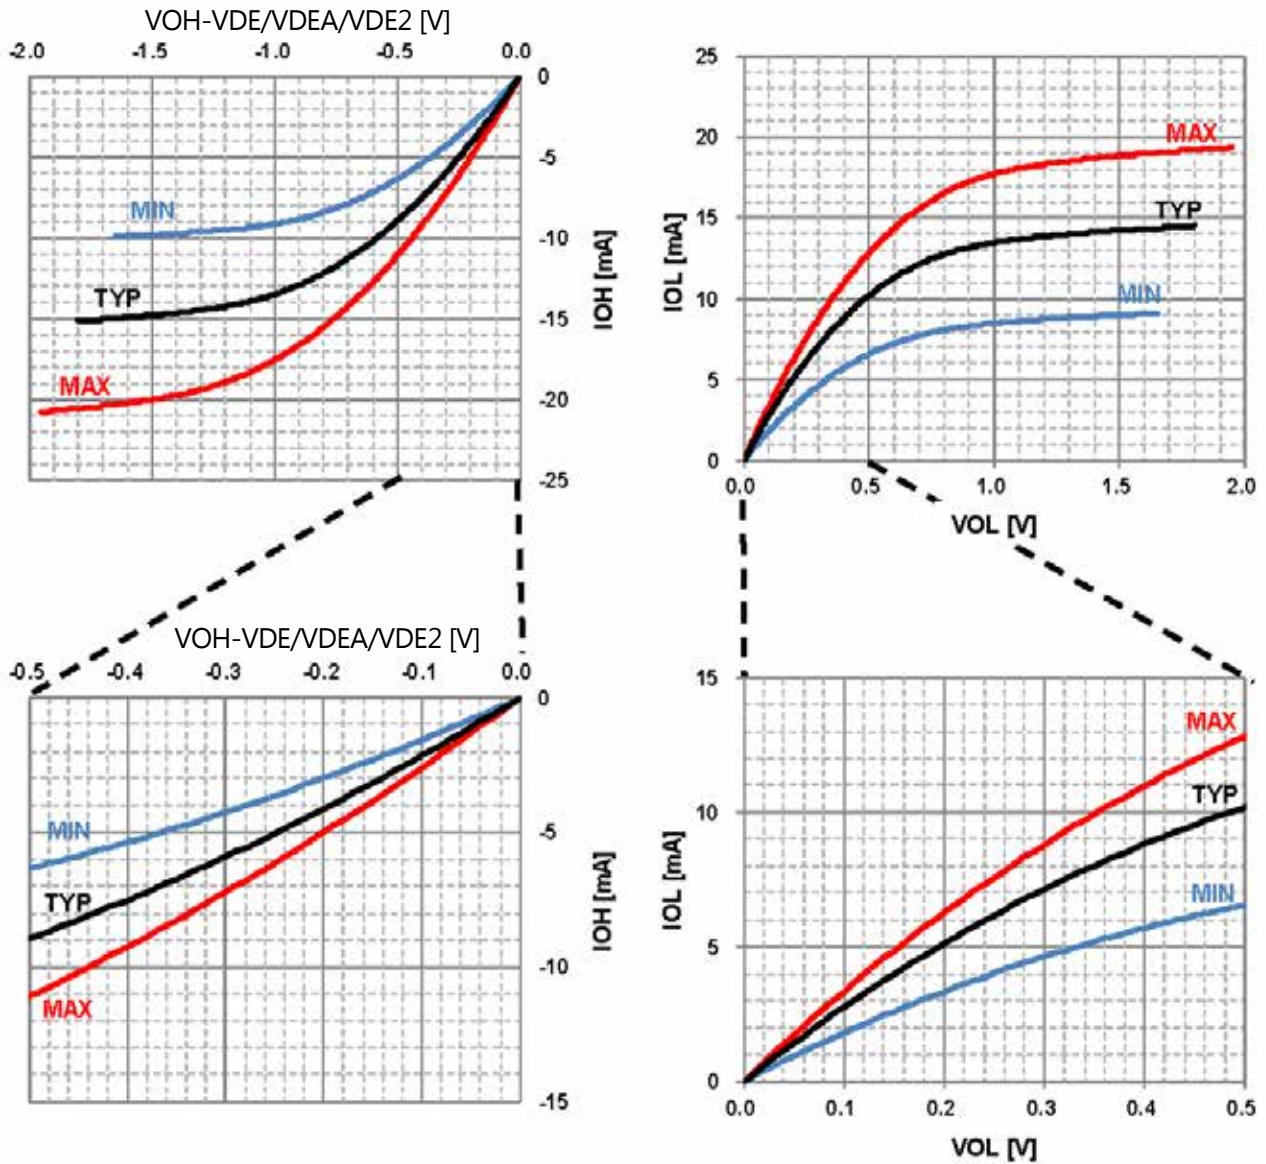 VOH-VDE/VDEA/VDE2 [V]
-2.0 -1.5 -1.0 -0.5 0.0
0
-5
-10
-15
-20
-25
IOH [mA]
MIN
TYP
MAX
25
20
15
10
5
0
IOL [mA]
MAX
TYP
MIN
0.0 0.5 1.0 1.5 2.0
VOL [V]
VOH-VDE/VDEA/VDE2 [V]
-0.5 -0.4 -0.3 -0.2 -0.1 0.0
0
-5
-10
-15
IOH [mA]
MIN
TYP
MAX
15
10
5
0
IOL [mA]
MAX
TYP
MIN
0.0 0.1 0.2 0.3 0.4 0.5
VOL [V]